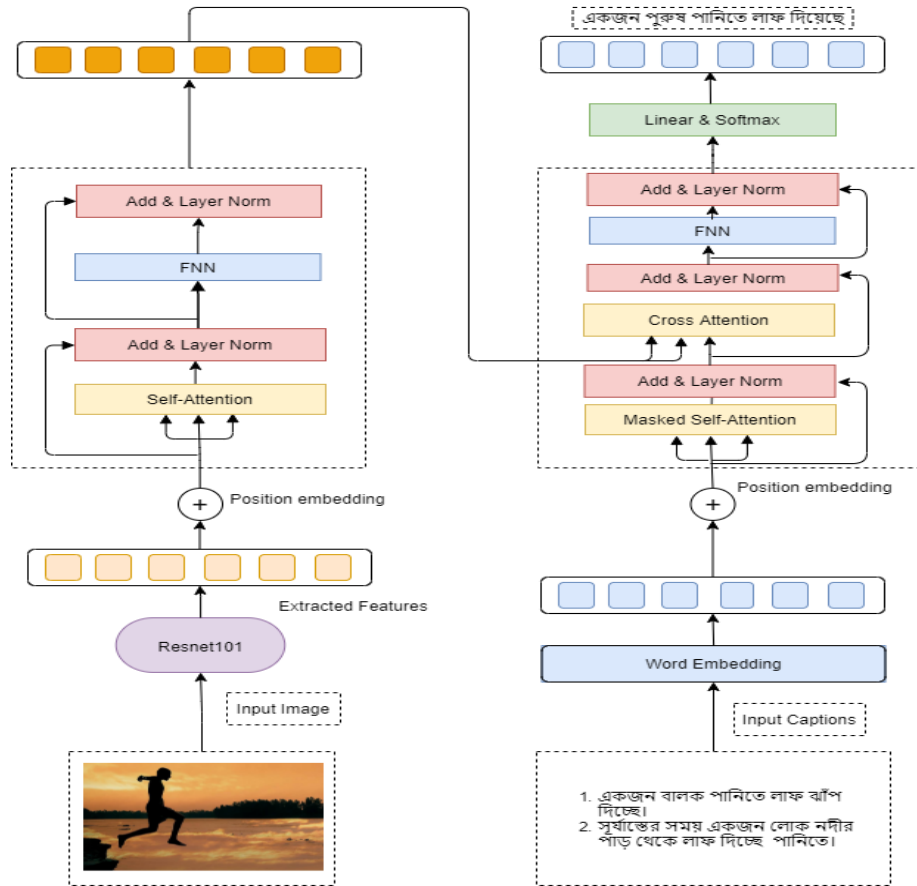 একজন পুরুষ পানিতে লাফ দিয়েছে
Linear & Softmax
Add & Layer Norm
FNN
Add & Layer Norm
Cross Attention
Add & Layer Norm
Masked Self-Attention
Position embedding
Word Embedding
Input Captions
1. একজন বালক পানিতে লাফ ঝাঁপ
দিচ্ছে।
2. সূর্যাস্তের সময় একজন লোক নদীর
পাড় থেকে লাফ দিচ্ছে পানিতে।
Add & Layer Norm
FNN
Add & Layer Norm
Self-Attention
+
Position embedding
Extracted Features
Resnet101
Input Image
+